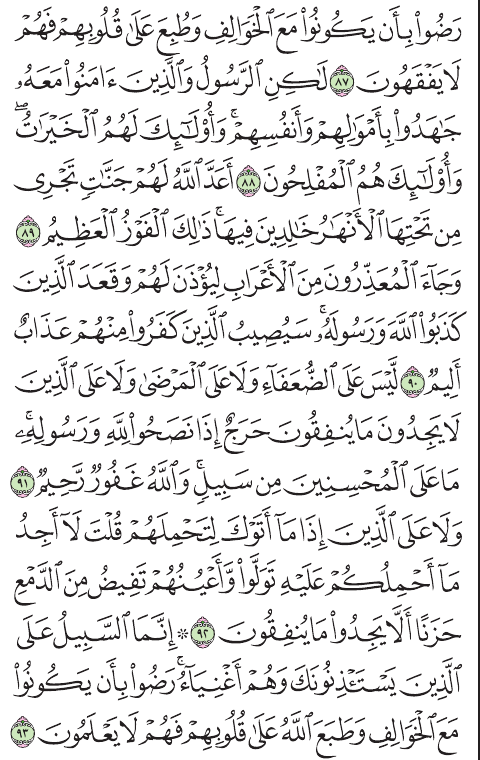 رَضُوا۟ بِأَن يَكُونُوا۟ مَعَ ٱلْخَوَالِفِ وَطُبِعَ عَلَىٰ قُلُوبِهِمْ فَهُمْ
لَا يَفْقَهُونَ ٨٧ لَٰكِنِ ٱلرَّسُولُ وَٱلَّذِينَ ءَامَنُوا۟ مَعَهُۥ
جَٰهَدُوا۟ بِأَمْوَٰلِهِمْ وَأَنفُسِهِمْ ۚ وَأُو۟لَٰٓئِكَ لَهُمُ ٱلْخَيْرَٰتُ ۖ
وَأُو۟لَٰٓئِكَ هُمُ ٱلْمُفْلِحُونَ ٨٨ أَعَدَّ ٱللَّهُ لَهُمْ جَنَّٰتٍ تَجْرِى
مِن تَحْتِهَا ٱلْأَنْهَٰرُ خَٰلِدِينَ فِيهَا ۚ ذَٰلِكَ ٱلْفَوْزُ ٱلْعَظِيمُ ٨٩
وَجَآءَ ٱلْمُعَذِّرُونَ مِنَ ٱلْأَعْرَابِ لِيُؤْذَنَ لَهُمْ وَقَعَدَ ٱلَّذِينَ
كَذَبُوا۟ ٱللَّهَ وَرَسُولَهُۥ ۚ سَيُصِيبُ ٱلَّذِينَ كَفَرُوا۟ مِنْهُمْ عَذَابٌ
أَلِيمٌ ٩٠ لَّيْسَ عَلَى ٱلضُّعَفَآءِ وَلَا عَلَى ٱلْمَرْضَىٰ وَلَا عَلَى ٱلَّذِينَ
لَا يَجِدُونَ مَا يُنفِقُونَ حَرَجٌ إِذَا نَصَحُوا۟ لِلَّهِ وَرَسُولِهِۦ ۚ
مَا عَلَى ٱلْمُحْسِنِينَ مِن سَبِيلٍ ۚ وَٱللَّهُ غَفُورٌ رَّحِيمٌ ٩١
وَلَا عَلَى ٱلَّذِينَ إِذَا مَآ أَتَوْكَ لِتَحْمِلَهُمْ قُلْتَ لَآ أَجِدُ
مَآ أَحْمِلُكُمْ عَلَيْهِ تَوَلَّوا۟ وَّأَعْيُنُهُمْ تَفِيضُ مِنَ ٱلدَّمْعِ
حَزَنًا أَلَّا يَجِدُوا۟ مَا يُنفِقُونَ ٩٢ ۞ إِنَّمَا ٱلسَّبِيلُ عَلَى
ٱلَّذِينَ يَسْتَـْٔذِنُونَكَ وَهُمْ أَغْنِيَآءُ ۚ رَضُوا۟ بِأَن يَكُونُوا۟
مَعَ ٱلْخَوَالِفِ وَطَبَعَ ٱللَّهُ عَلَىٰ قُلُوبِهِمْ فَهُمْ لَا يَعْلَمُونَ ٩٣